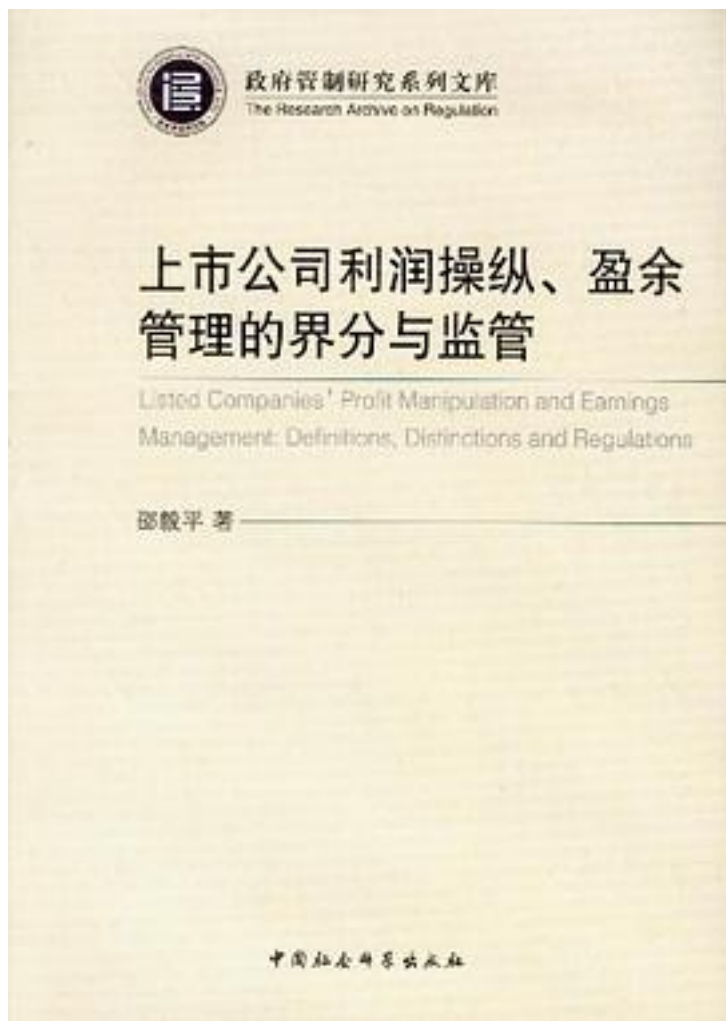 政府管制研究系列文库
The Research Archive on Regulation
上市公司利润操纵、盈余
管理的界分与监管
Listed Companies' Profit Manipulation and Earnings
Management: Definitions, Distinctions and Regulations
邵毅平 著
中国社会科学出版社